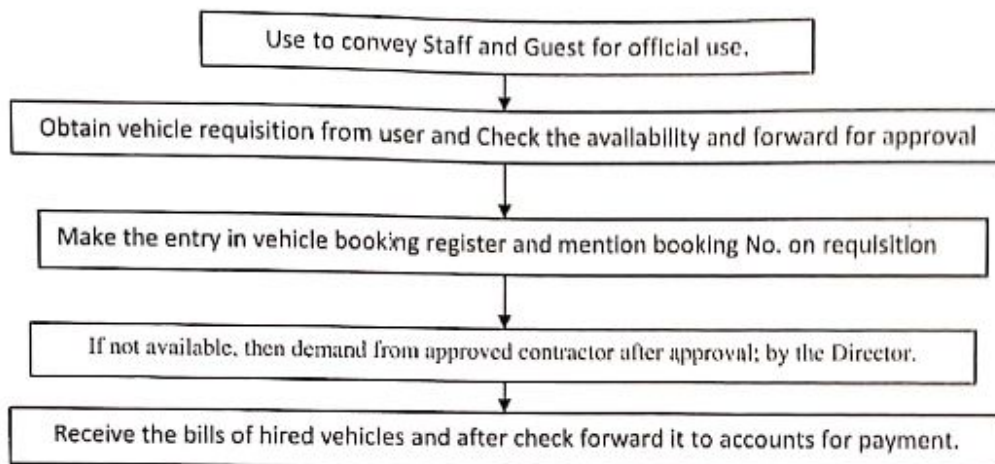 Use to convey Staff and Guest for official use.
Obtain vehicle requisition from user and Check the availability and forward for approval
Make the entry in vehicle booking register and mention booking No. on requisition
If not available, then demand from approved contractor after approval; by the Director.
Receive the bills of hired vehicles and after check forward it to accounts for payment.